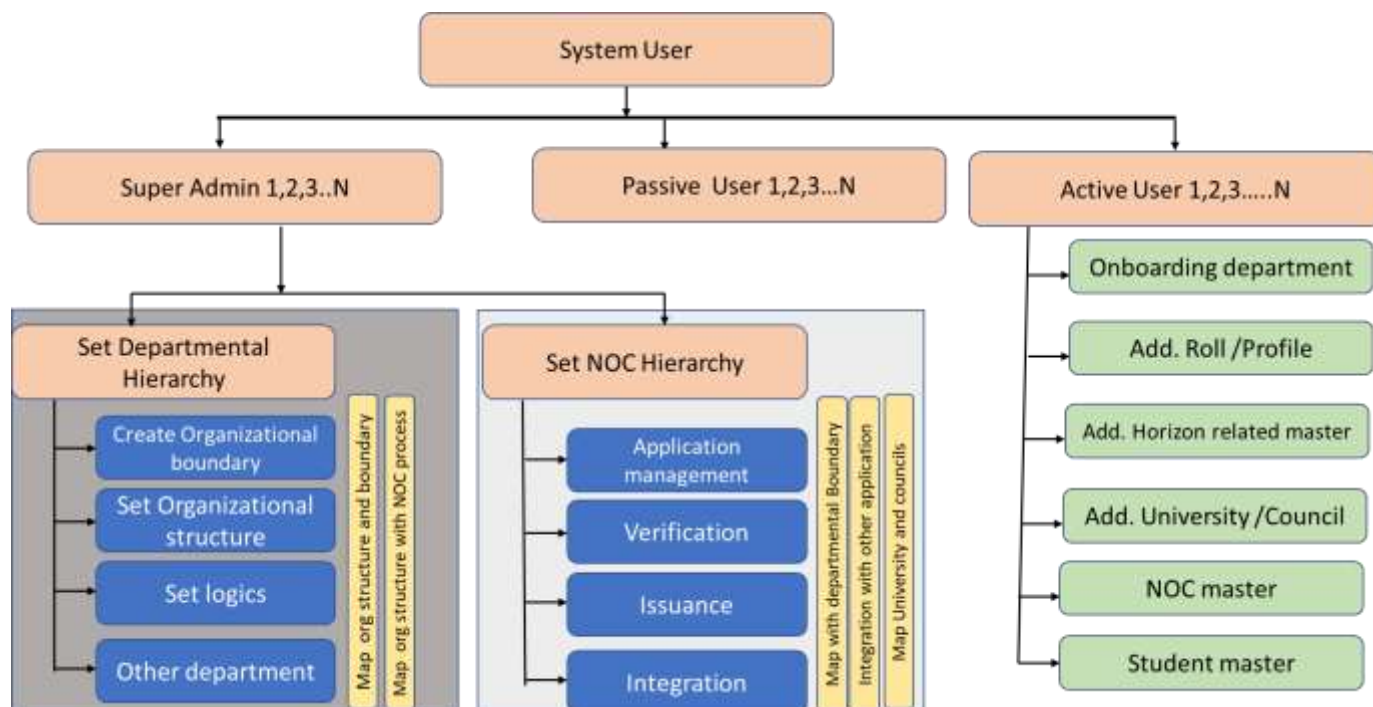 System User
Super Admin 1,2,3..N
Passive User 1,2,3...N
Active User 1,2,3.....N
Set Departmental
Hierarchy
Create Organizational
boundary
Set Organizational
structure
Set logics
Other department
Map org structure and boundary
Map org structure with NOC process
Set NOC Hierarchy
Application
management
Verification
Issuance
Integration
Map with departmental Boundary
Integration with other application
Map University and councils
Onboarding department
Add. Roll /Profile
Add. Horizon related master
Add. University /Council
NOC master
Student master